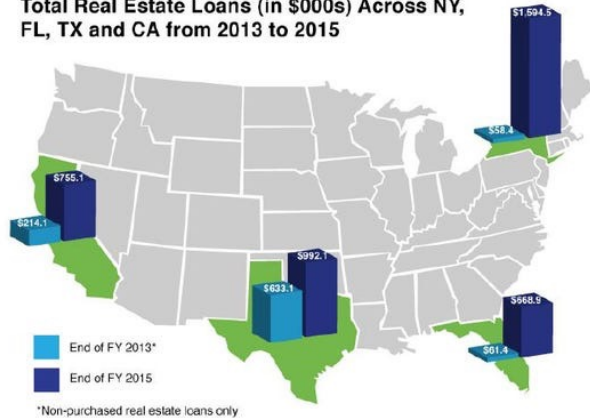 Total Real Estate Loans (in $000s) Across NY,
FL, TX and CA from 2013 to 2015
$1,594.5
$58.4
$755.1
$214.1
$992.1
$633.1
$668.9
$61.4
End of FY 2013*
End of FY 2015
*Non-purchased real estate loans only